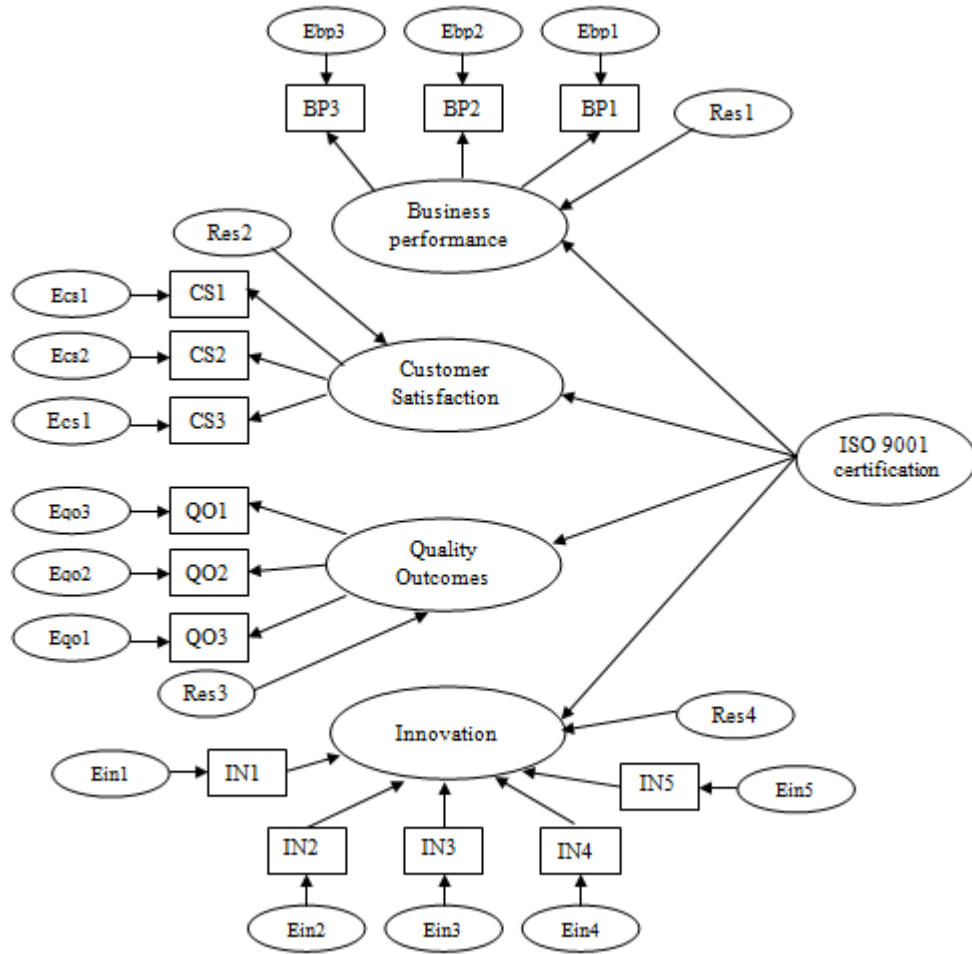 Ebp3
Ebp2
Ebp1
BP3
BP2
BP1
Res1
Business
performance
Res2
Ecs1
CS1
Ecs2
CS2
Customer
Satisfaction
Ecs1
CS3
ISO 9001
certification
Eqo3
QO1
Eqo2
QO2
Quality
Outcomes
Eqo1
QO3
Res3
Innovation
Res4
Ein1
IN1
IN5
Ein5
IN2
IN3
IN4
Ein2
Ein3
Ein4